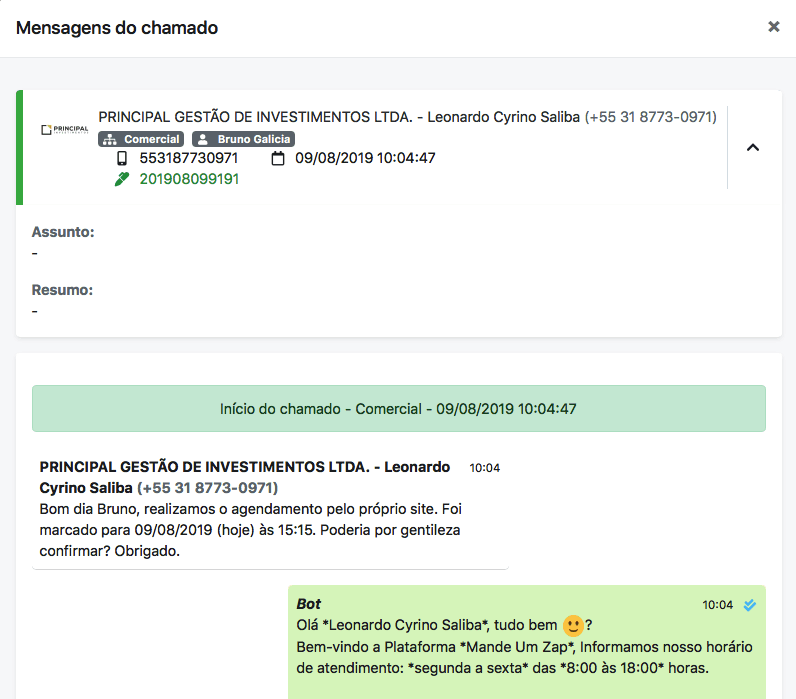 Mensagens do chamado
PRINCIPAL GESTÃO DE INVESTIMENTOS LTDA. - Leonardo Cyrino Saliba (+55 31 8773-0971)
PRINCIPAL
Comercial Bruno Galicia
553187730971 09/08/2019 10:04:47
201908099191
Assunto:
-
Resumo:
-
Início do chamado - Comercial - 09/08/2019 10:04:47
PRINCIPAL GESTÃO DE INVESTIMENTOS LTDA. - Leonardo 10:04
Cyrino Saliba (+55 31 8773-0971)
Bom dia Bruno, realizamos o agendamento pelo próprio site. Foi
marcado para 09/08/2019 (hoje) às 15:15. Poderia por gentileza
confirmar? Obrigado.
Bot 10:04
Olá *Leonardo Cyrino Saliba*, tudo bem 🙂?
Bem-vindo a Plataforma *Mande Um Zap*, Informamos nosso horário
de atendimento: *segunda a sexta* das *8:00 às 18:00* horas.